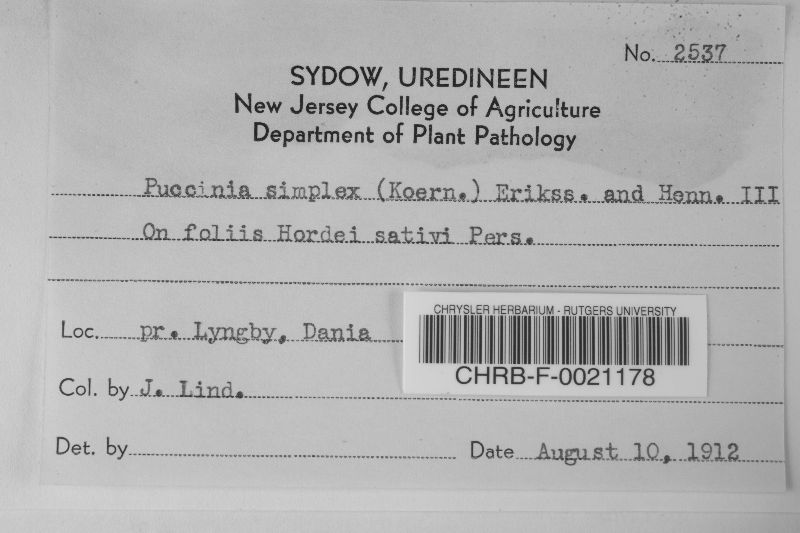 No. 2537
SYDOW, UREDINEEN
New Jersey College of Agriculture
Department of Plant Pathology
Puccinia simplex (Koern.) Erikss. and Henn. III
On foliis Hordei sativi Pers.
Loc. pr. Lyngby, Dania
CHRYSLER HERBARIUM - RUTGERS UNIVERSITY
CHRB-F-0021178
Col. by J. Lind.
Det. by
Date August 10, 1912